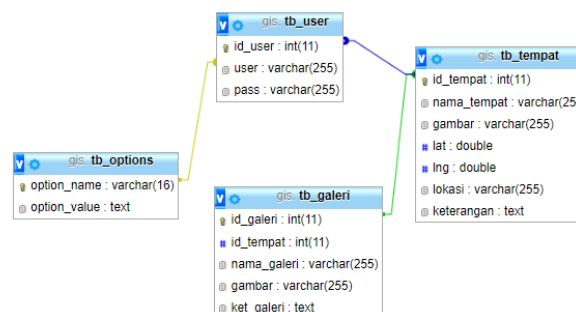 gis. tb_user
id_user : int(11)
user : varchar(255)
pass : varchar(255)
gis. tb_tempat
id_tempat : int(11)
nama_tempat : varchar(25
gambar : varchar(255)
lat : double
lng : double
lokasi : varchar(255)
keterangan : text
gis. tb_options
option_name : varchar(16)
option_value : text
gis. tb_galeri
id_galeri : int(11)
id_tempat : int(11)
nama_galeri : varchar(255)
gambar : varchar(255)
ket_galeri : text